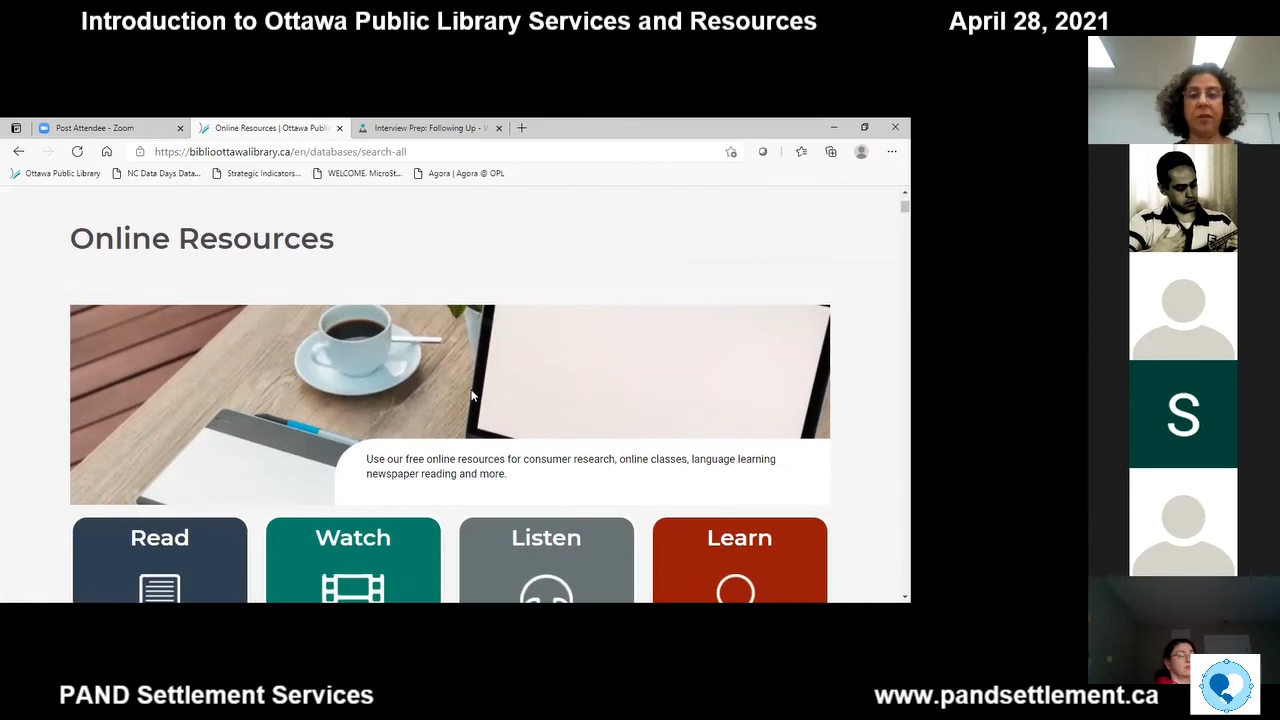 Introduction to Ottawa Public Library Services and Resources April 28, 2021
Post Attendee - Zoom
Online Resources | Ottawa Publi
Interview Prep: Following Up - V
https://biblioottawalibrary.ca/en/databases/search-all
Ottawa Public Library
NC Data Days Data...
Strategic Indicators...
WELCOME. MicroSt...
Agora | Agora @ OPL
Online Resources
Use our free online resources for consumer research, online classes, language learning
newspaper reading and more.
Read
Watch
Listen
Learn
S
PAND Settlement Services
www.pandsettlement.ca